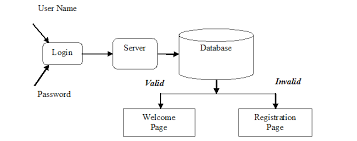 User Name
Login
Server
Database
Password
Valid
Invalid
Welcome
Page
Registration
Page